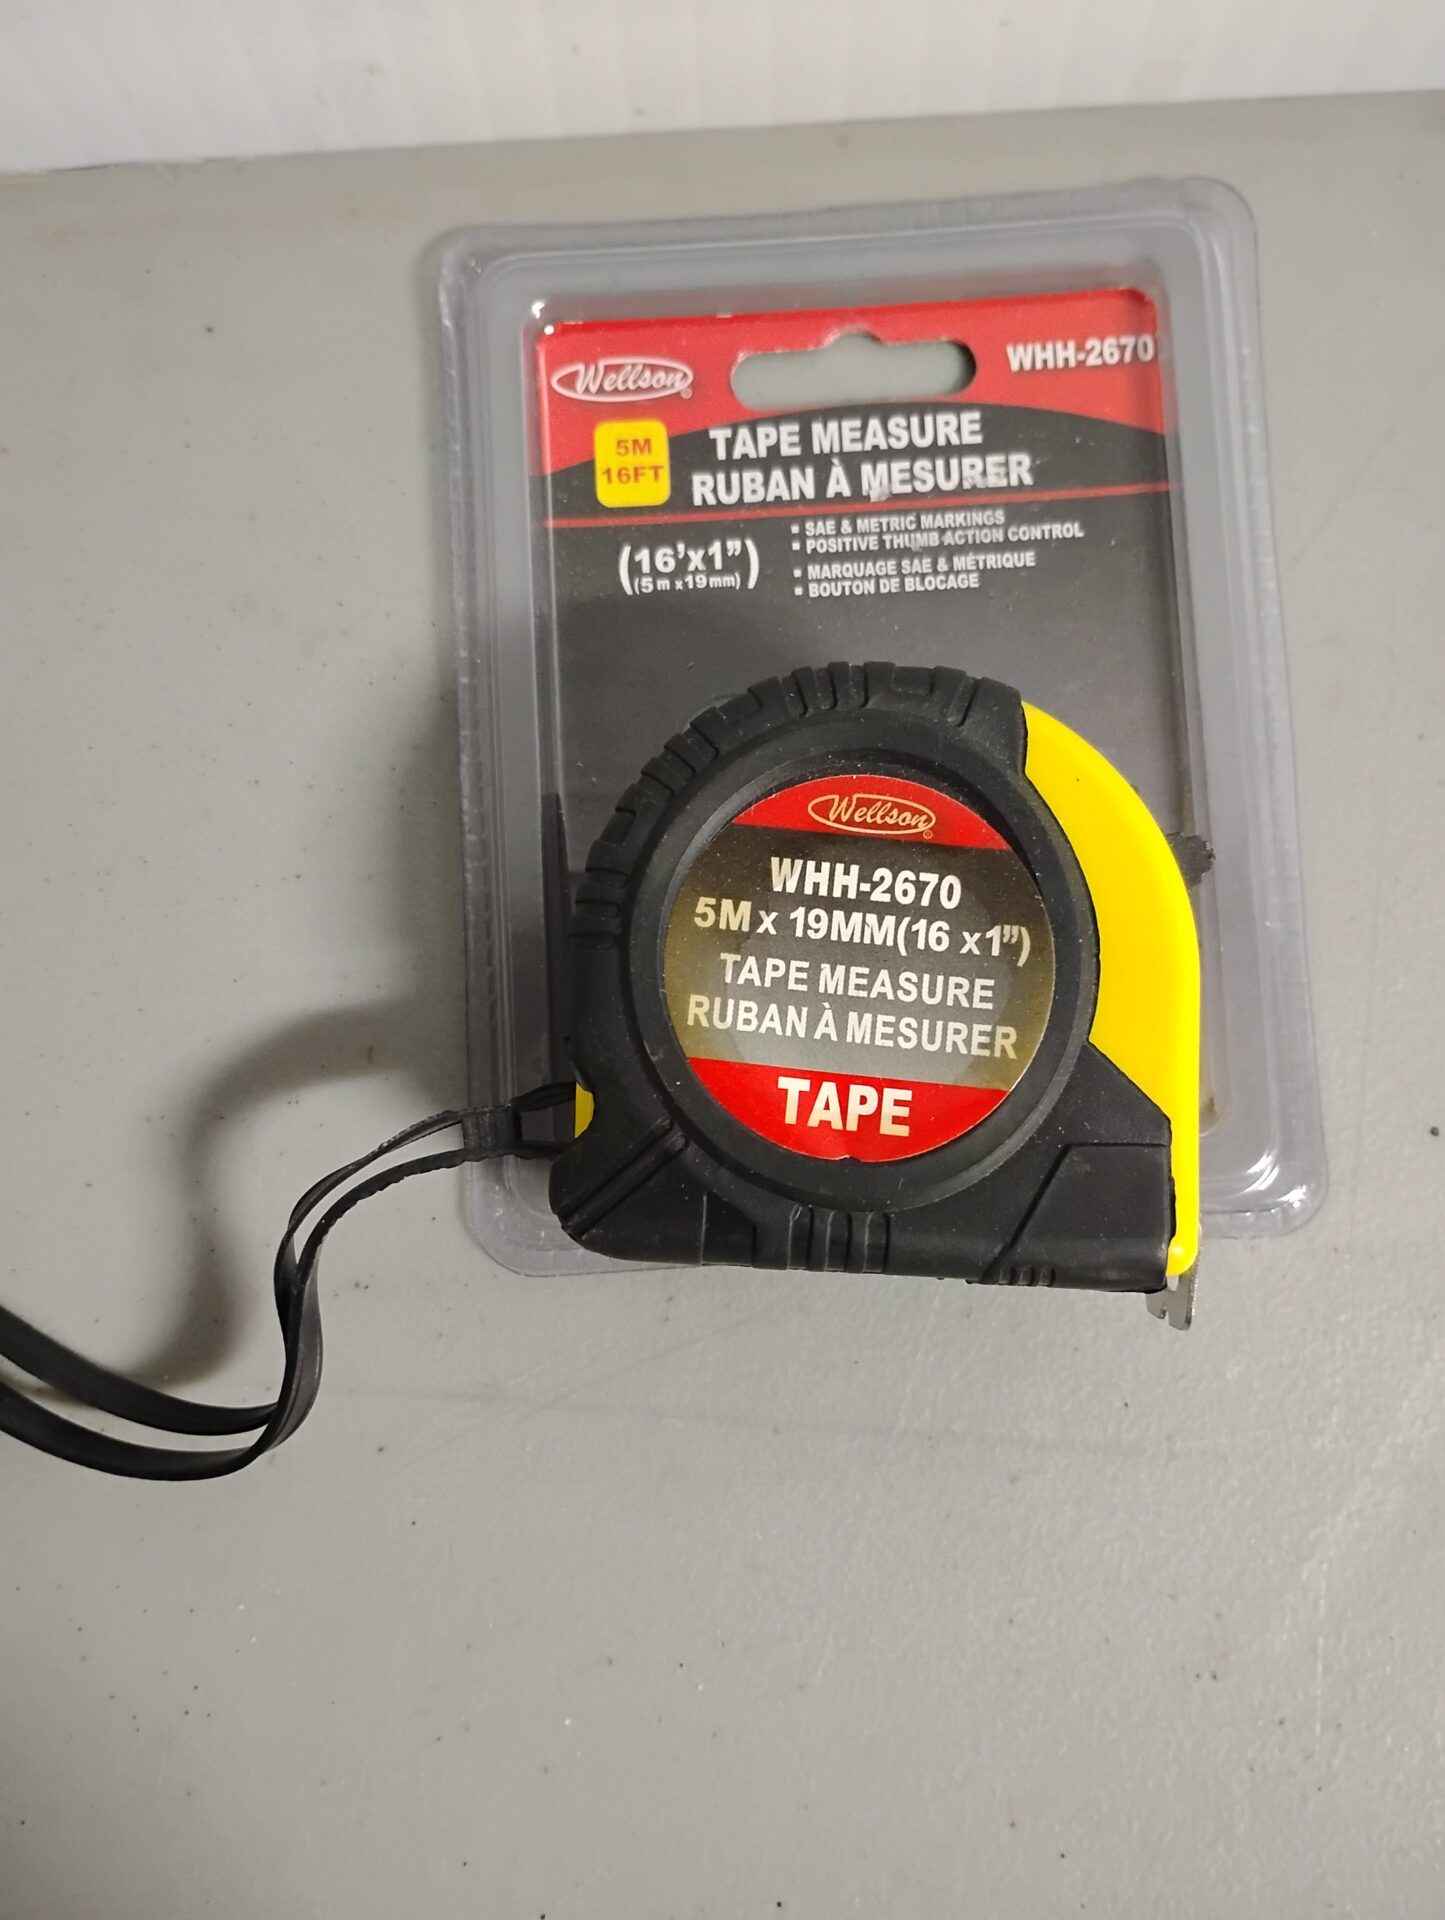 Wellson®
WHH-2670
5M
16FT
TAPE MEASURE
RUBAN À MESURER
(16'x1")
(5m x 19mm)
▪ SAE & METRIC MARKINGS
▪ POSITIVE THUMB ACTION CONTROL
▪ MARQUAGE SAE & MÉTRIQUE
▪ BOUTON DE BLOCAGE
Wellson®
WHH-2670
5M x 19MM(16 x1")
TAPE MEASURE
RUBAN À MESURER
TAPE